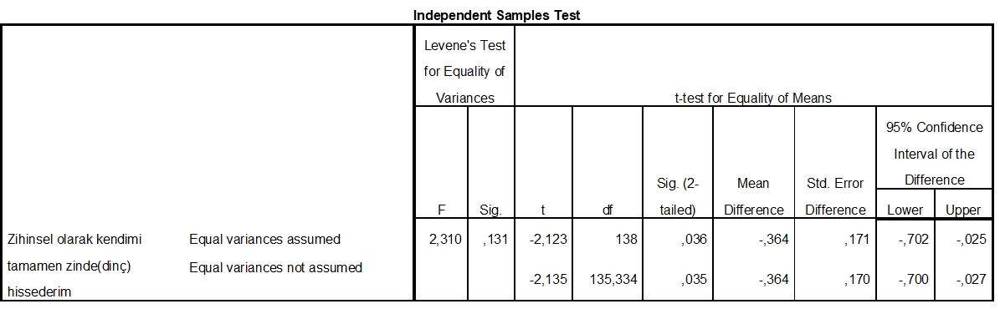 Independent Samples Test
Levene's Test
for Equality of
Variances
t-test for Equality of Means
F
Sig.
t
df
Sig. (2-
tailed)
Mean
Difference
Std. Error
Difference
95% Confidence
Interval of the
Difference
Lower
Upper
Zihinsel olarak kendimi
tamamen zinde(dinç)
hissederim
Equal variances assumed
2,310
,131
-2,123
138
,036
-,364
,171
-,702
-,025
Equal variances not assumed
-2,135
135,334
,035
-,364
,170
-,700
-,027